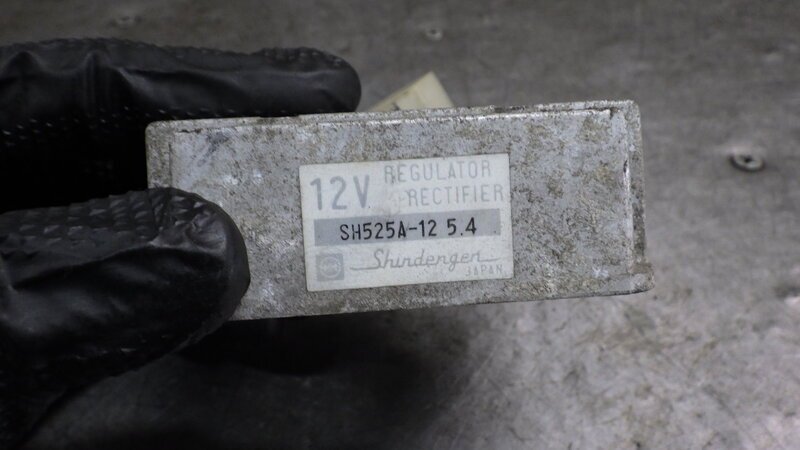 12V REGULATOR
RECTIFIER
SH525A-12 5.4
Shindengen
JAPAN